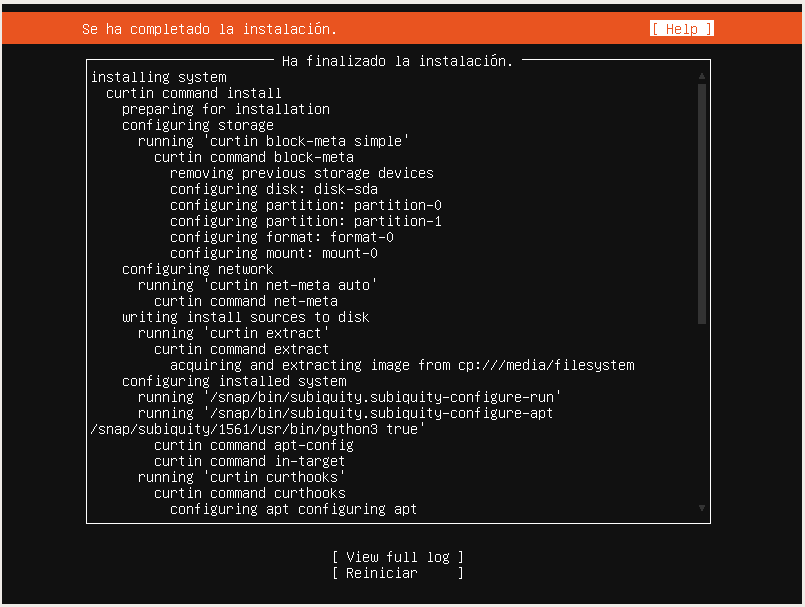 Se ha completado la instalación.
[ Help ]
Ha finalizado la instalación.
installing system
curtin command install
preparing for installation
configuring storage
running 'curtin block-meta simple'
curtin command block-meta
removing previous storage devices
configuring disk: disk-sda
configuring partition: partition-0
configuring partition: partition-1
configuring format: format-0
configuring mount: mount-0
configuring network
running 'curtin net-meta auto'
curtin command net-meta
writing install sources to disk
running 'curtin extract'
curtin command extract
acquiring and extracting image from cp:///media/filesystem
configuring installed system
running '/snap/bin/subiquity.subiquity-configure-run'
running '/snap/bin/subiquity.subiquity-configure-apt
/snap/subiquity/1561/usr/bin/python3 true'
curtin command apt-config
curtin command in-target
running 'curtin curthooks'
curtin command curthooks
configuring apt configuring apt
[ View full log ]
[ Reiniciar ]